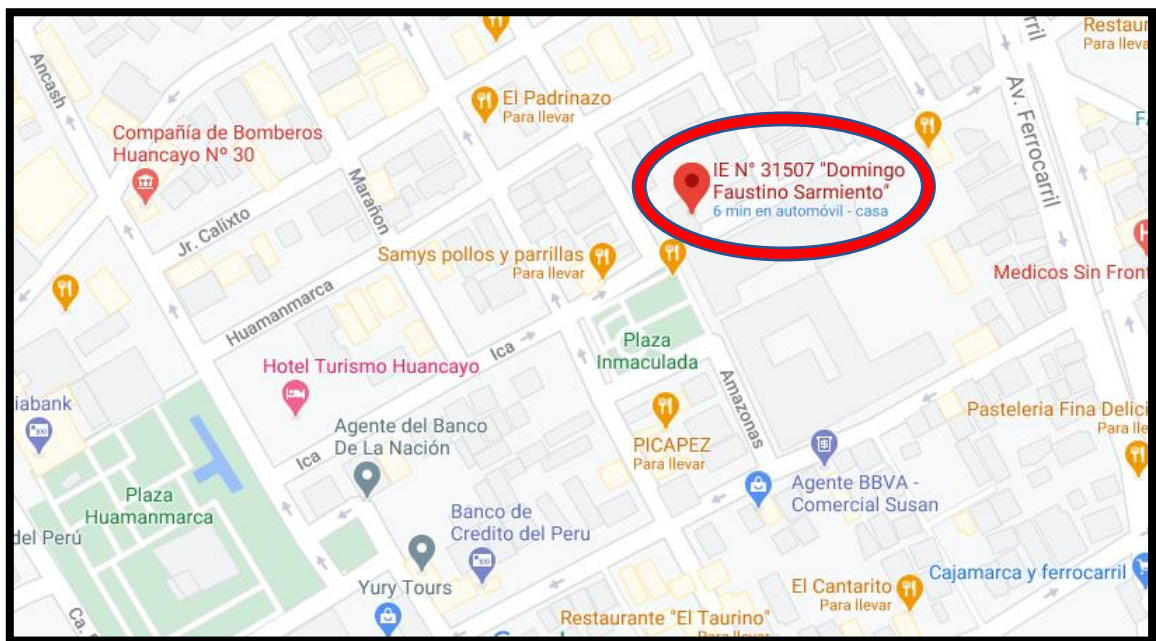 Restaur
Para lleva
Ancash
El Padrinazo
Para llevar
Av. Ferrocarril
Compañía de Bomberos
Huancayo Nº 30
IE N° 31507 "Domingo
Faustino Sarmiento"
6 min en automóvil - casa
Marañon
Jr. Calixto
Samys pollos y parrillas
Para llevar
Medicos Sin Front
Huamanmarca
Ica
Plaza
Inmaculada
Hotel Turismo Huancayo
iabank
Amazonas
Agente del Banco
De La Nación
Ica
PICAPEZ
Para llevar
Pasteleria Fina Delici
Para lle
Plaza
Huamanmarca
Agente BBVA -
Comercial Susan
Banco de
Credito del Peru
del Perú
Yury Tours
El Cantarito
Para llevar
Cajamarca y ferrocarril
Restaurante "El Taurino"
Ca.